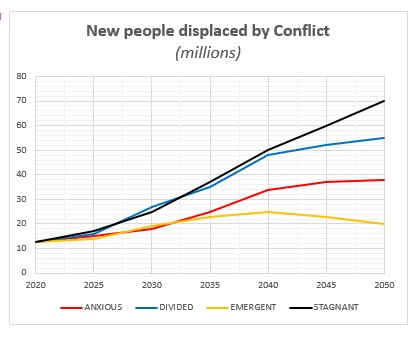 New people displaced by Conflict
(millions)
80
70
60
50
40
30
20
10
0
2020 2025 2030 2035 2040 2045 2050
ANXIOUS DIVIDED EMERGENT STAGNANT